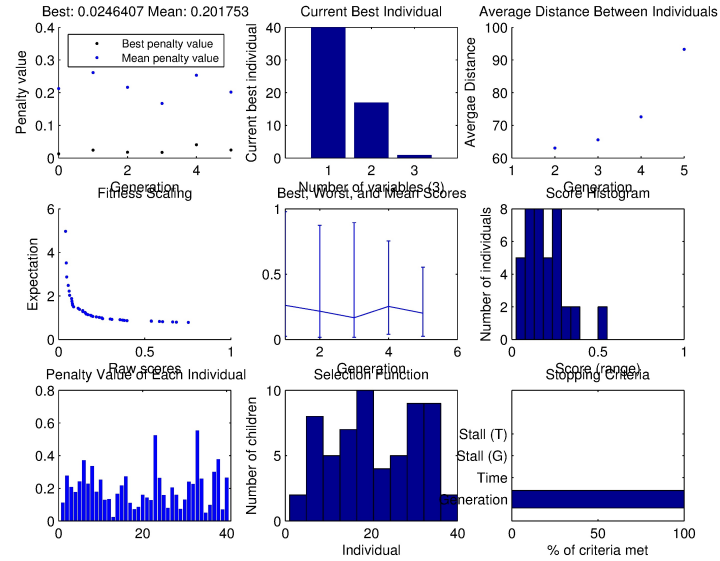 Best: 0.0246407 Mean: 0.201753
Penalty value
0.4
0.3
0.2
0.1
0
Best penalty value
Mean penalty value
0 2 4
Generation
Current Best Individual
Current best individual
40
30
20
10
0
1 2 3
Number of variables (3)
Average Distance Between Individuals
Avergae Distance
100
90
80
70
60
1 2 3 4 5
Generation
Fitness Scaling
Expectation
6
4
2
0
0 0.5 1
Raw scores
Best, Worst, and Mean Scores
1
0.5
0
2 4 6
Generation
Score Histogram
Number of individuals
8
6
4
2
0
0 0.5 1
Score (range)
Penalty Value of Each Individual
0.8
0.6
0.4
0.2
0
0 10 20 30 40
Selection Function
Number of children
10
5
0
0 20 40
Individual
Stopping Criteria
Stall (T)
Stall (G)
Time
Generation
0 50 100
% of criteria met